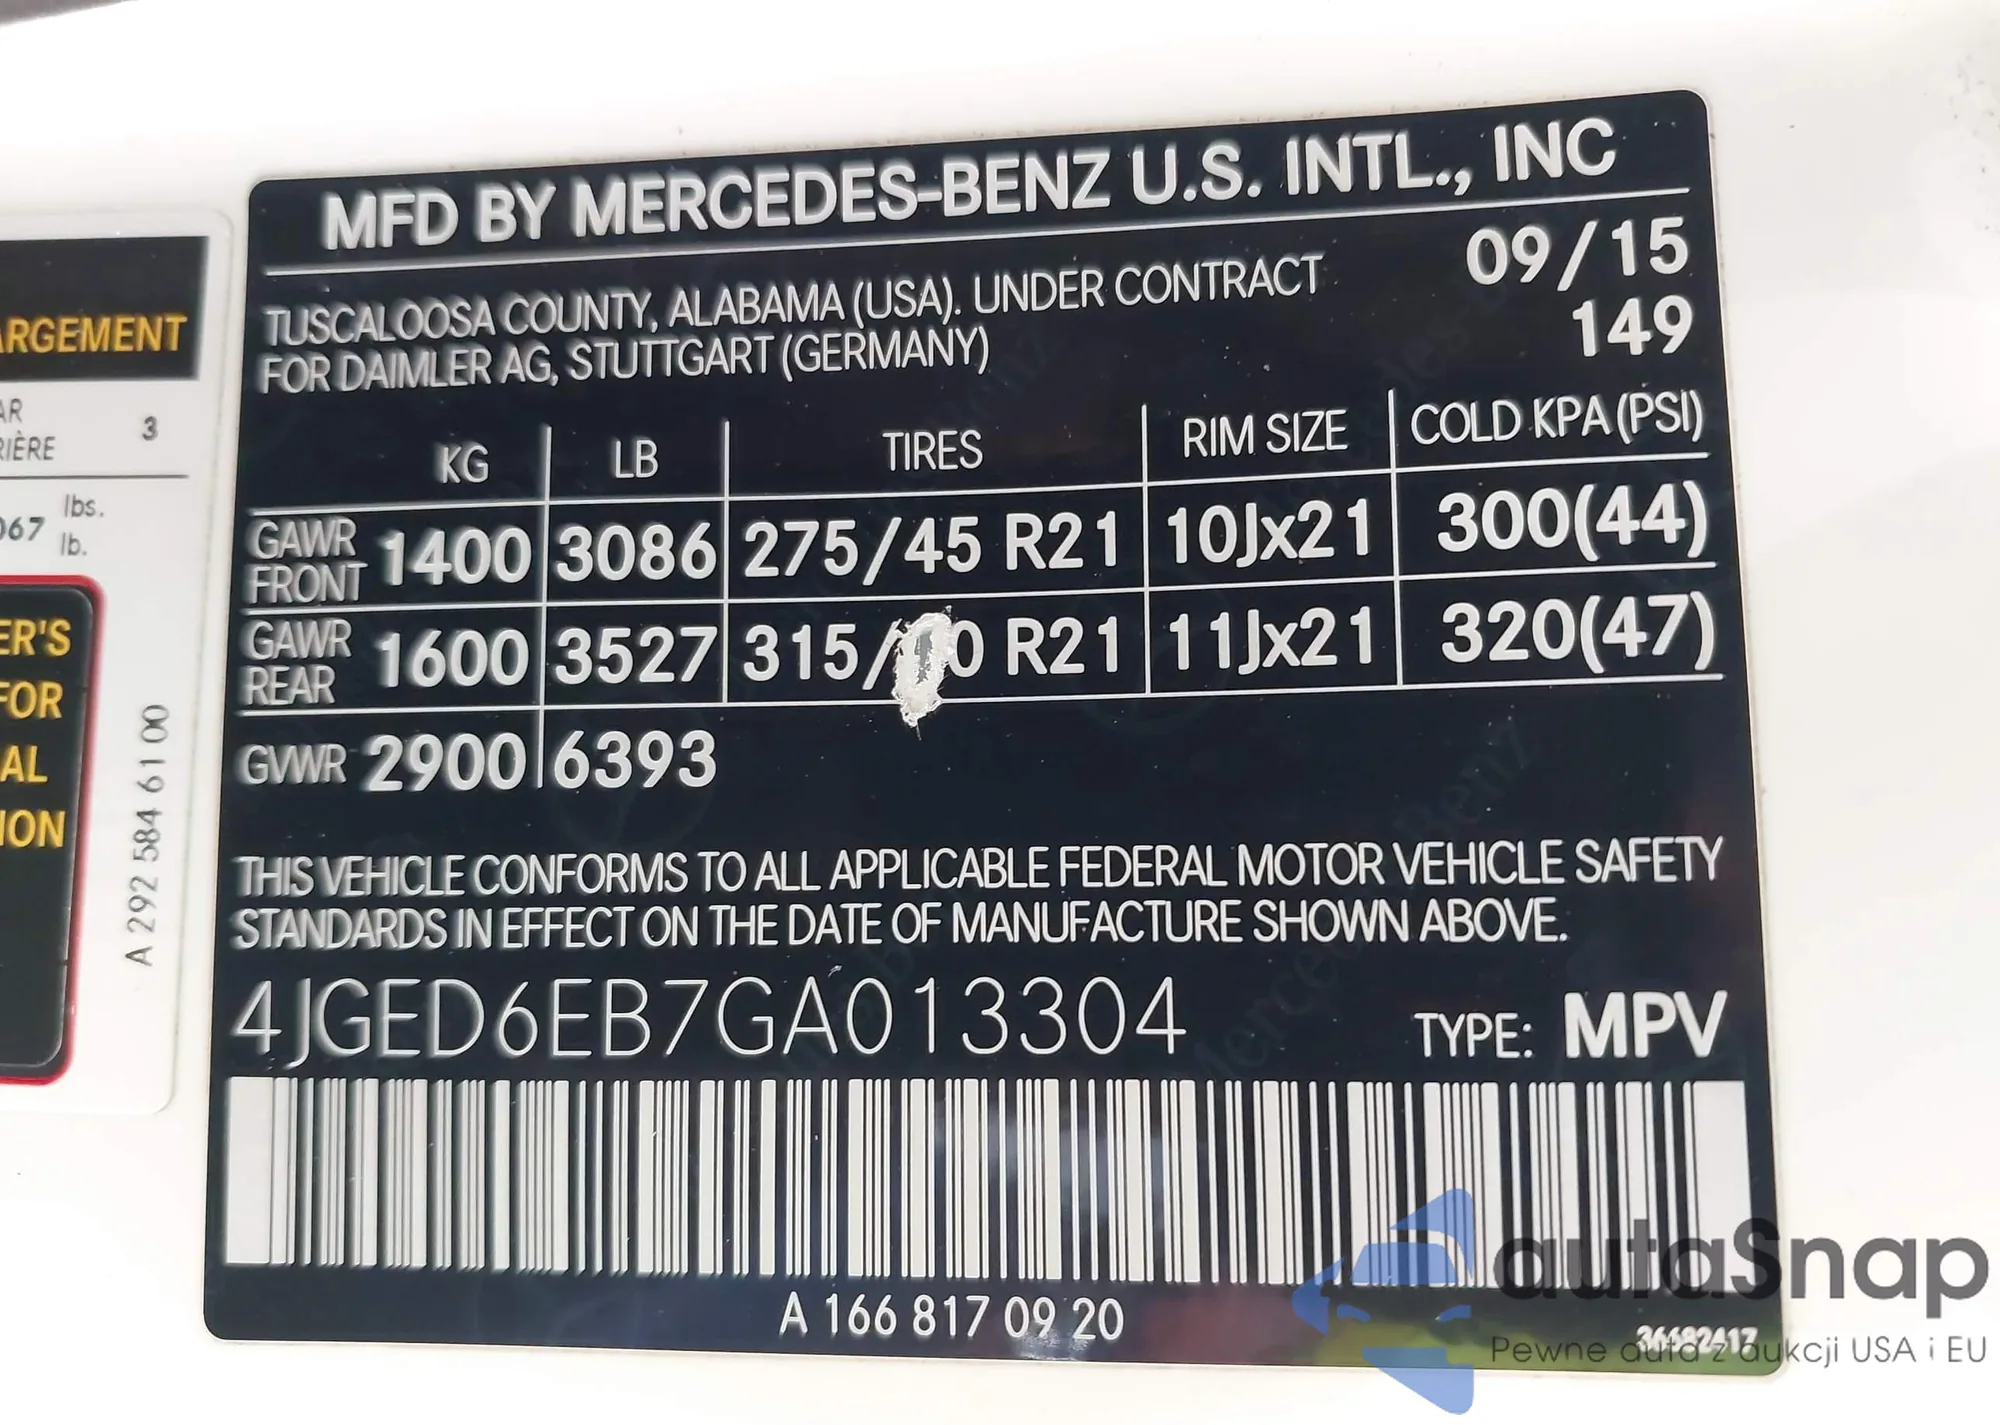 MFD BY MERCEDES-BENZ U.S. INTL., INC
TUSCALOOSA COUNTY, ALABAMA (USA). UNDER CONTRACT
FOR DAIMLER AG, STUTTGART (GERMANY)
09/15
149
KG LB TIRES RIM SIZE COLD KPA (PSI)
GAWR FRONT 1400 3086 275/45 R21 10Jx21 300(44)
GAWR REAR 1600 3527 315/ 0 R21 11Jx21 320(47)
GVWR 2900 6393
THIS VEHICLE CONFORMS TO ALL APPLICABLE FEDERAL MOTOR VEHICLE SAFETY
STANDARDS IN EFFECT ON THE DATE OF MANUFACTURE SHOWN ABOVE.
4JGED6EB7GA013304 TYPE: MPV
A 166 817 09 20
ARGEMENT
AR
RIÈRE
3
067 lbs.
lb.
ER'S
FOR
AL
ION
A 292 584 61 00
autaSnap
Pewne auta z aukcji USA i EU